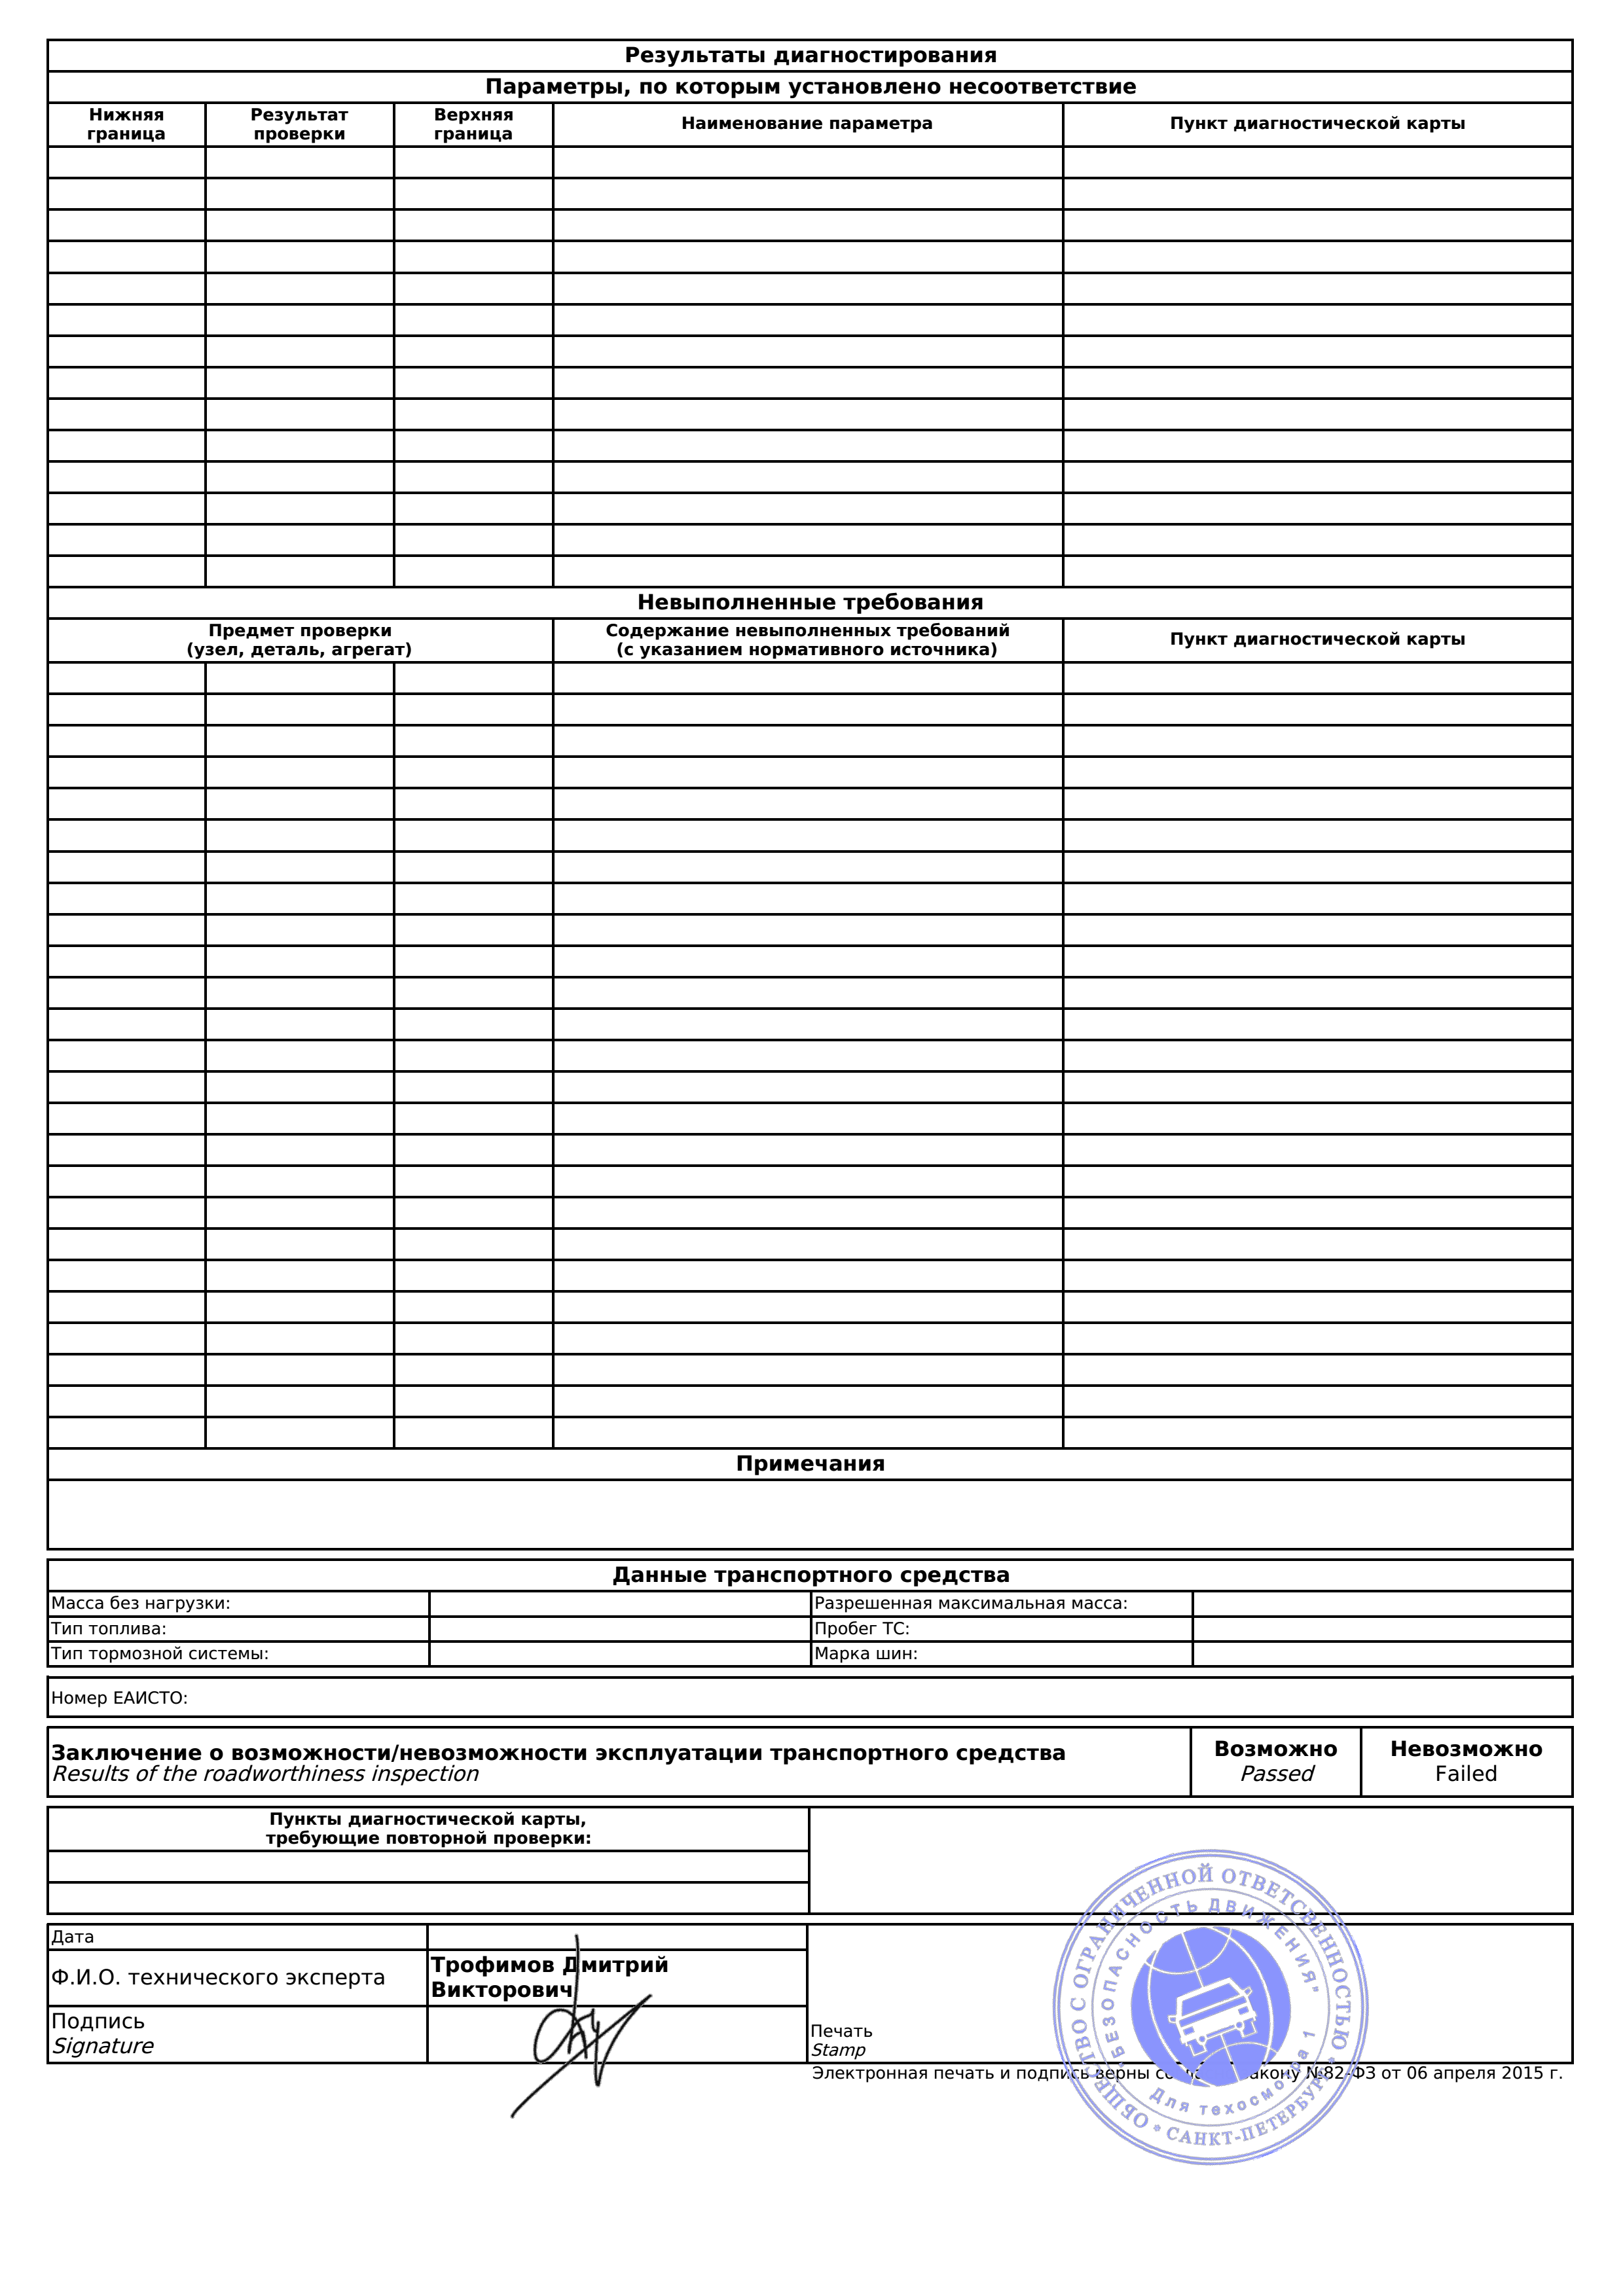 Результаты диагностирования
Параметры, по которым установлено несоответствие
Нижняя граница
Результат проверки
Верхняя граница
Наименование параметра
Пункт диагностической карты
Невыполненные требования
Предмет проверки
(узел, деталь, агрегат)
Содержание невыполненных требований
(с указанием нормативного источника)
Пункт диагностической карты
Примечания
Данные транспортного средства
Масса без нагрузки:
Разрешенная максимальная масса:
Тип топлива:
Пробег ТС:
Тип тормозной системы:
Марка шин:
Номер ЕАИСТО:
Заключение о возможности/невозможности эксплуатации транспортного средства
Results of the roadworthiness inspection
Возможно
Passed
Невозможно
Failed
Пункты диагностической карты,
требующие повторной проверки:
Дата
Ф.И.О. технического эксперта
Трофимов Дмитрий
Викторович
Подпись
Signature
Печать
Stamp
Электронная печать и подпись верны закону №82-ФЗ от 06 апреля 2015 г.
ОБЩЕСТВО С ОГРАНИЧЕННОЙ ОТВЕТСВЕННОСТЬЮ * САНКТ-ПЕТЕРБУРГ *
"БЕЗОПАСНОСТЬ ДВИЖЕНИЯ"
Для техосмотра 1